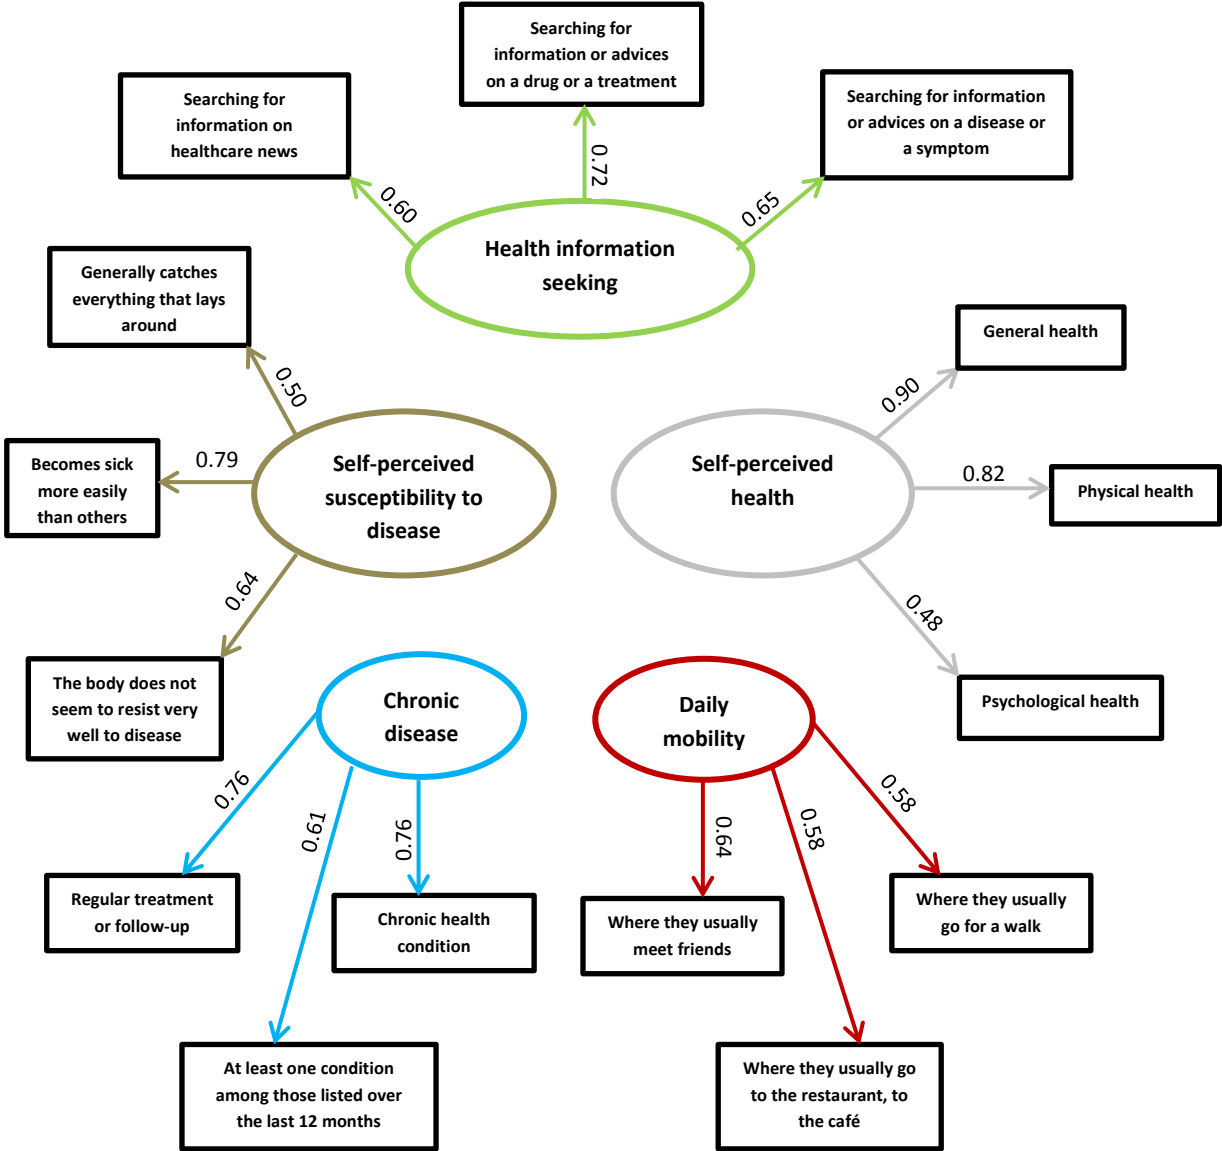 Searching for
information or advices
on a drug or a treatment
Searching for
information on
healthcare news
Searching for information
or advices on a disease or
a symptom
0.60
0.72
0.65
Health information
seeking
Generally catches
everything that lays
around
General health
0.50
0.90
Becomes sick
more easily
than others
0.79
Self-perceived
susceptibility to
disease
Self-perceived
health
0.82
Physical health
0.64
0.48
The body does not
seem to resist very
well to disease
Chronic
disease
Daily
mobility
Psychological health
0.76
0.61
0.76
0.64
0.58
0.58
Regular treatment
or follow-up
Chronic health
condition
Where they usually
meet friends
Where they usually
go for a walk
At least one condition
among those listed over
the last 12 months
Where they usually go
to the restaurant, to
the café